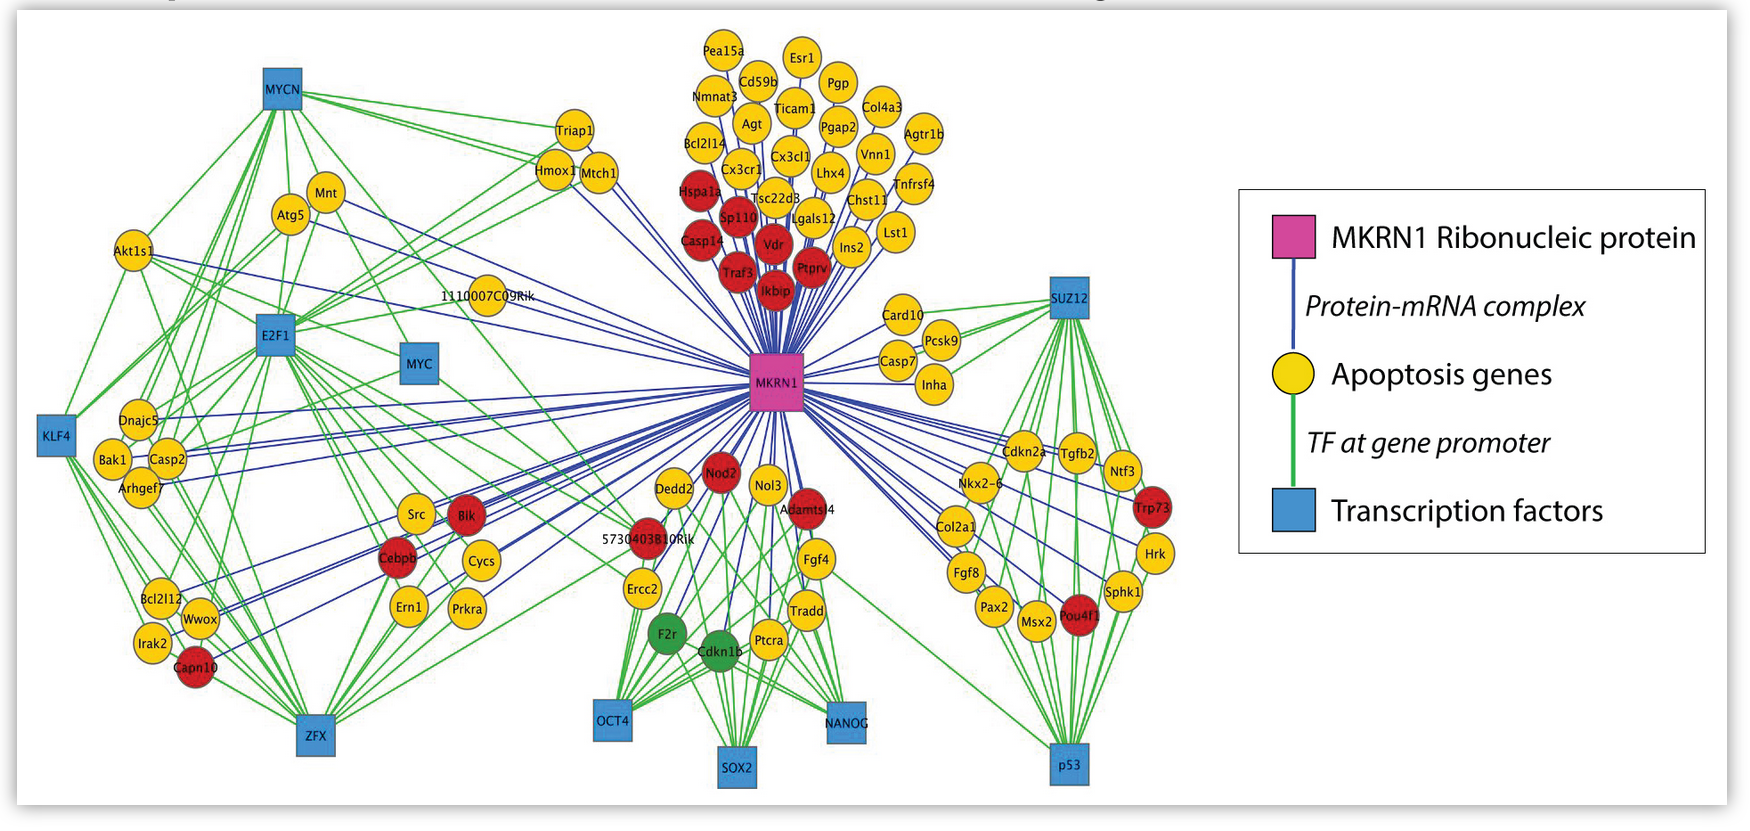 Pea15a
Esr1
Cd59b
Pgp
Nmnat3
Ticam1
Col4a3
Agt
Pgap2
Agtr1b
Bcl2l14
Cx3cl1
Vnn1
Cx3cr1
Lhx4
Tnfrsf4
Hspa1a
Tsc22d3
Chst11
Sp110
Lgals12
Lst1
Casp14
Vdr
Ins2
Traf3
Ptprv
Ikbip
MYCN
Triap1
Hmox1
Mtch1
Mnt
Atg5
Akt1s1
1110007C09Rik
E2F1
MYC
MKRN1
KLF4
Dnajc5
Bak1
Casp2
Arhgef7
Src
Bik
Cebpb
Cycs
Ern1
Prkra
Bcl2l12
Wwox
Irak2
Capn10
ZFX
Dedd2
Nod2
Nol3
Adamtsl4
5730403B10Rik
Fgf4
Ercc2
Tradd
F2r
Cdkn1b
Ptcra
OCT4
NANOG
SOX2
SUZ12
Card10
Pcsk9
Casp7
Inha
Cdkn2a
Tgfb2
Ntf3
Nkx2-6
Trp73
Col2a1
Hrk
Fgf8
Sphk1
Pax2
Msx2
Pou4f1
p53
MKRN1 Ribonucleic protein
Protein-mRNA complex
Apoptosis genes
TF at gene promoter
Transcription factors